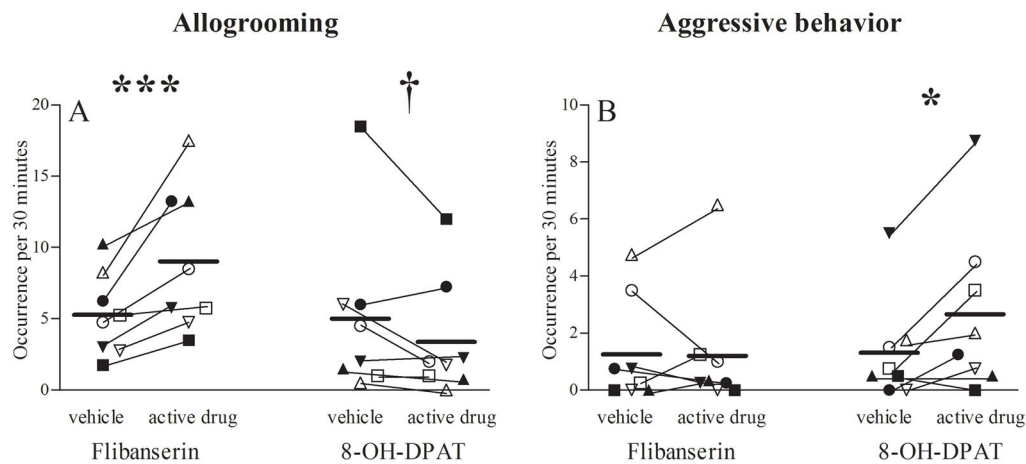 Allogrooming
Aggressive behavior
***
†
*
A
B
Occurrence per 30 minutes
20
15
10
5
0
Occurrence per 30 minutes
10
8
6
4
2
0
vehicle active drug vehicle active drug
vehicle active drug vehicle active drug
Flibanserin 8-OH-DPAT
Flibanserin 8-OH-DPAT